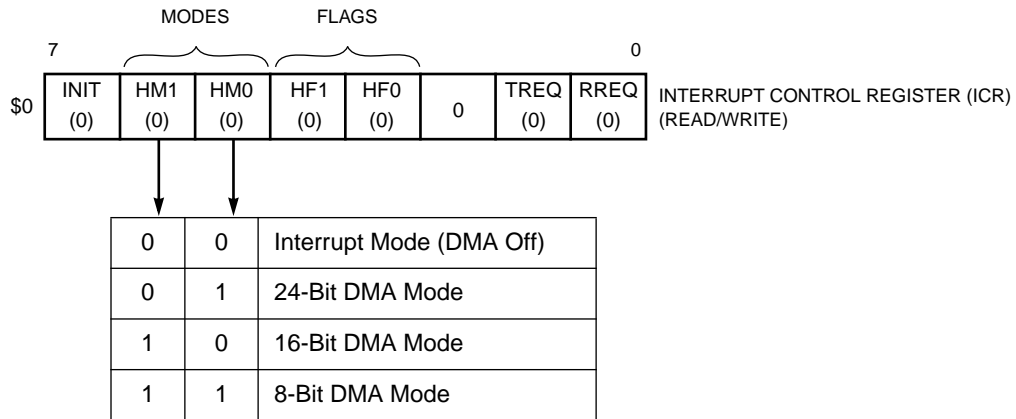 MODES FLAGS
7 0
$0 INIT HM1 HM0 HF1 HF0 0 TREQ RREQ INTERRUPT CONTROL REGISTER (ICR)
(0) (0) (0) (0) (0) (0) (0) (READ/WRITE)
0 0 Interrupt Mode (DMA Off)
0 1 24-Bit DMA Mode
1 0 16-Bit DMA Mode
1 1 8-Bit DMA Mode